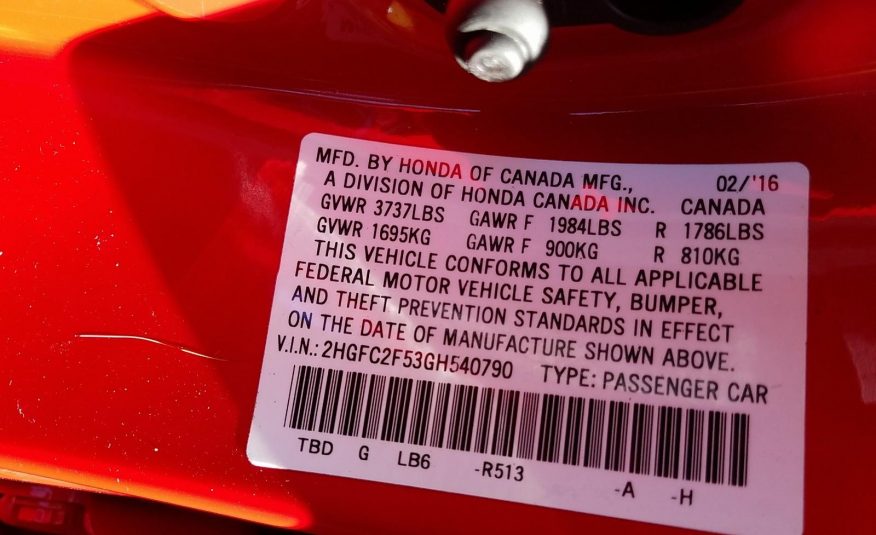 MFD. BY HONDA OF CANADA MFG., 02/'16
A DIVISION OF HONDA CANADA INC. CANADA
GVWR 3737LBS GAWR F 1984LBS R 1786LBS
GVWR 1695KG GAWR F 900KG R 810KG
THIS VEHICLE CONFORMS TO ALL APPLICABLE
FEDERAL MOTOR VEHICLE SAFETY, BUMPER,
AND THEFT PREVENTION STANDARDS IN EFFECT
ON THE DATE OF MANUFACTURE SHOWN ABOVE.
V.I.N.: 2HGFC2F53GH540790 TYPE: PASSENGER CAR
TBD G LB6 -R513 -A -H